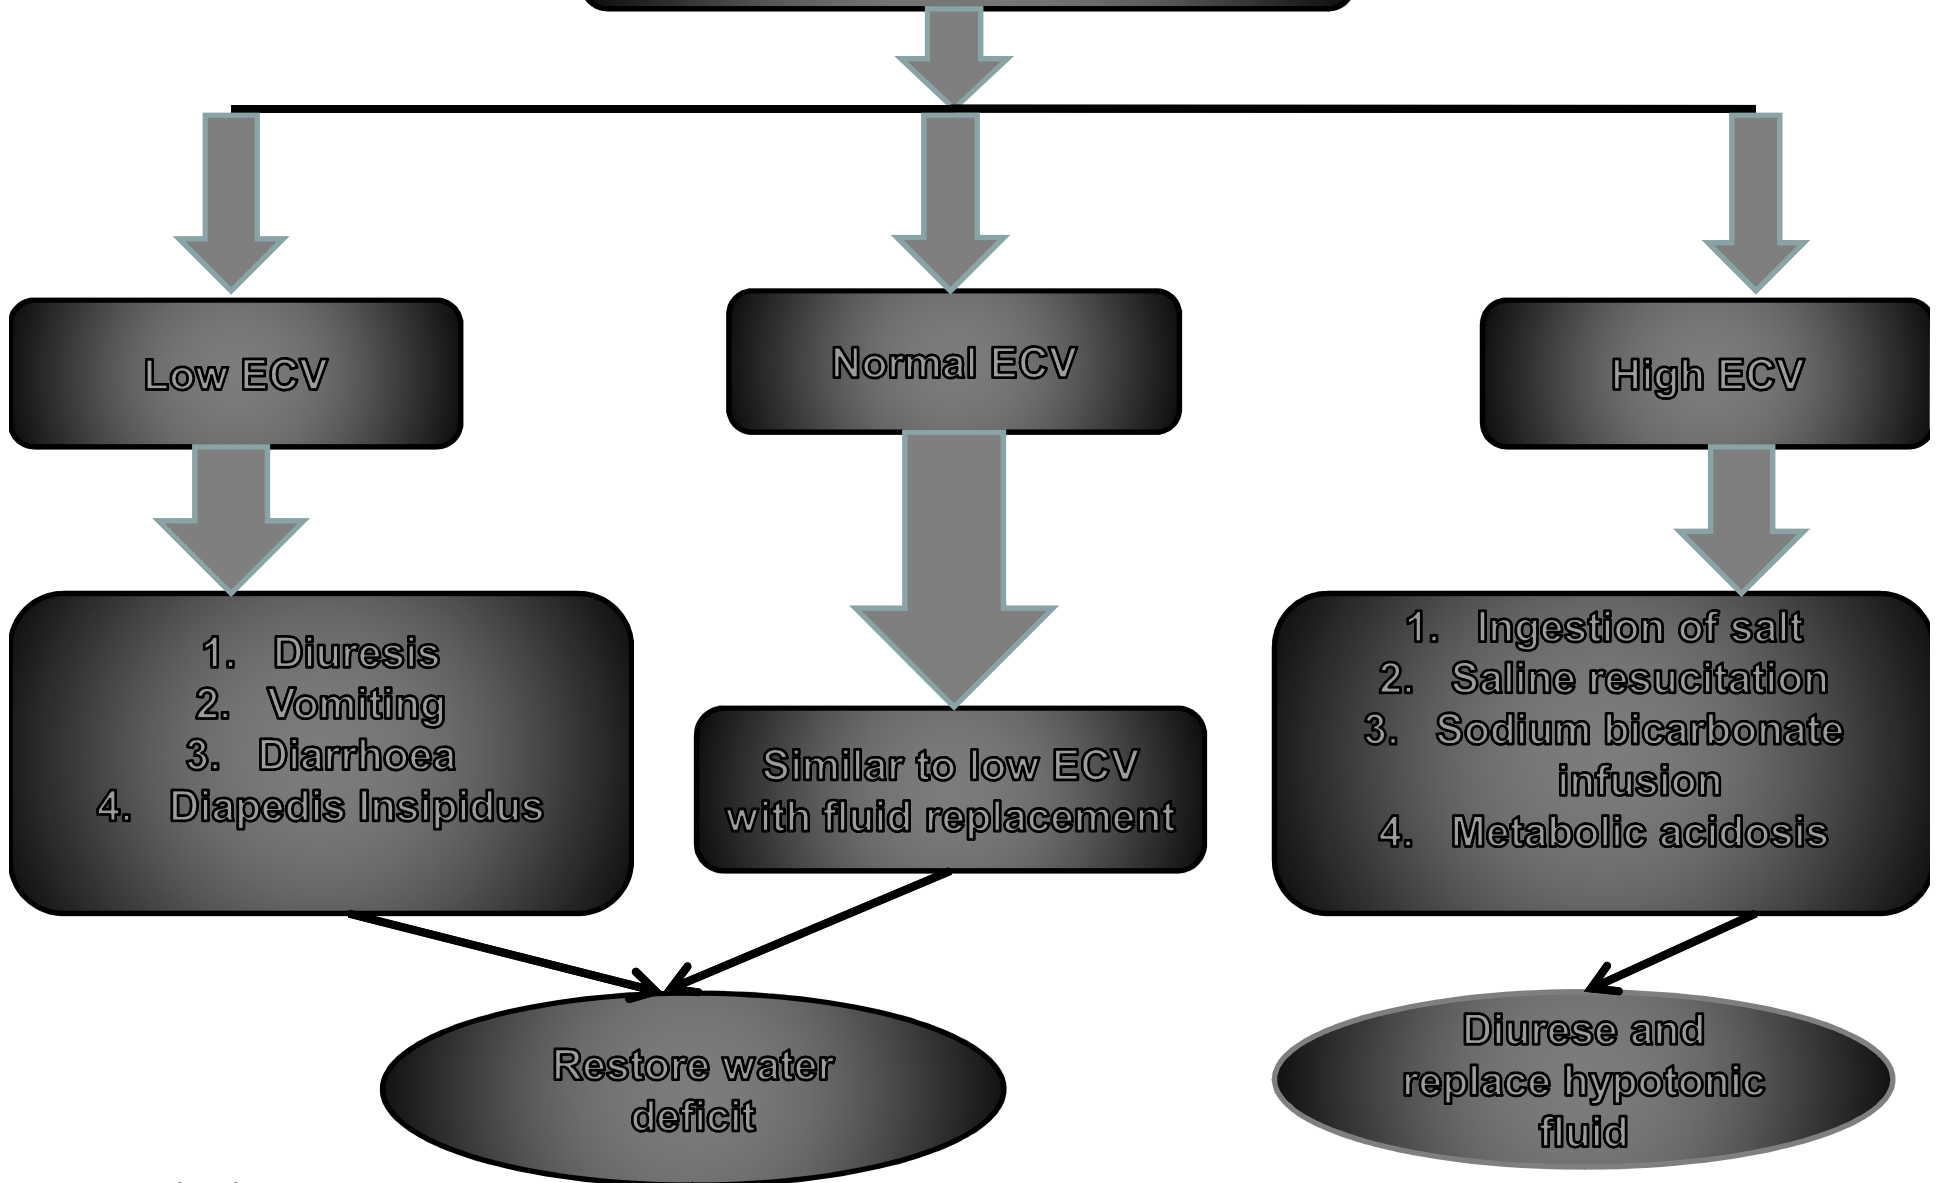 Low ECV
Normal ECV
High ECV
1. Diuresis
2. Vomiting
3. Diarrhoea
4. Diapedis Insipidus
Similar to low ECV
with fluid replacement
1. Ingestion of salt
2. Saline resucitation
3. Sodium bicarbonate
infusion
4. Metabolic acidosis
Restore water
deficit
Diurese and
replace hypotonic
fluid